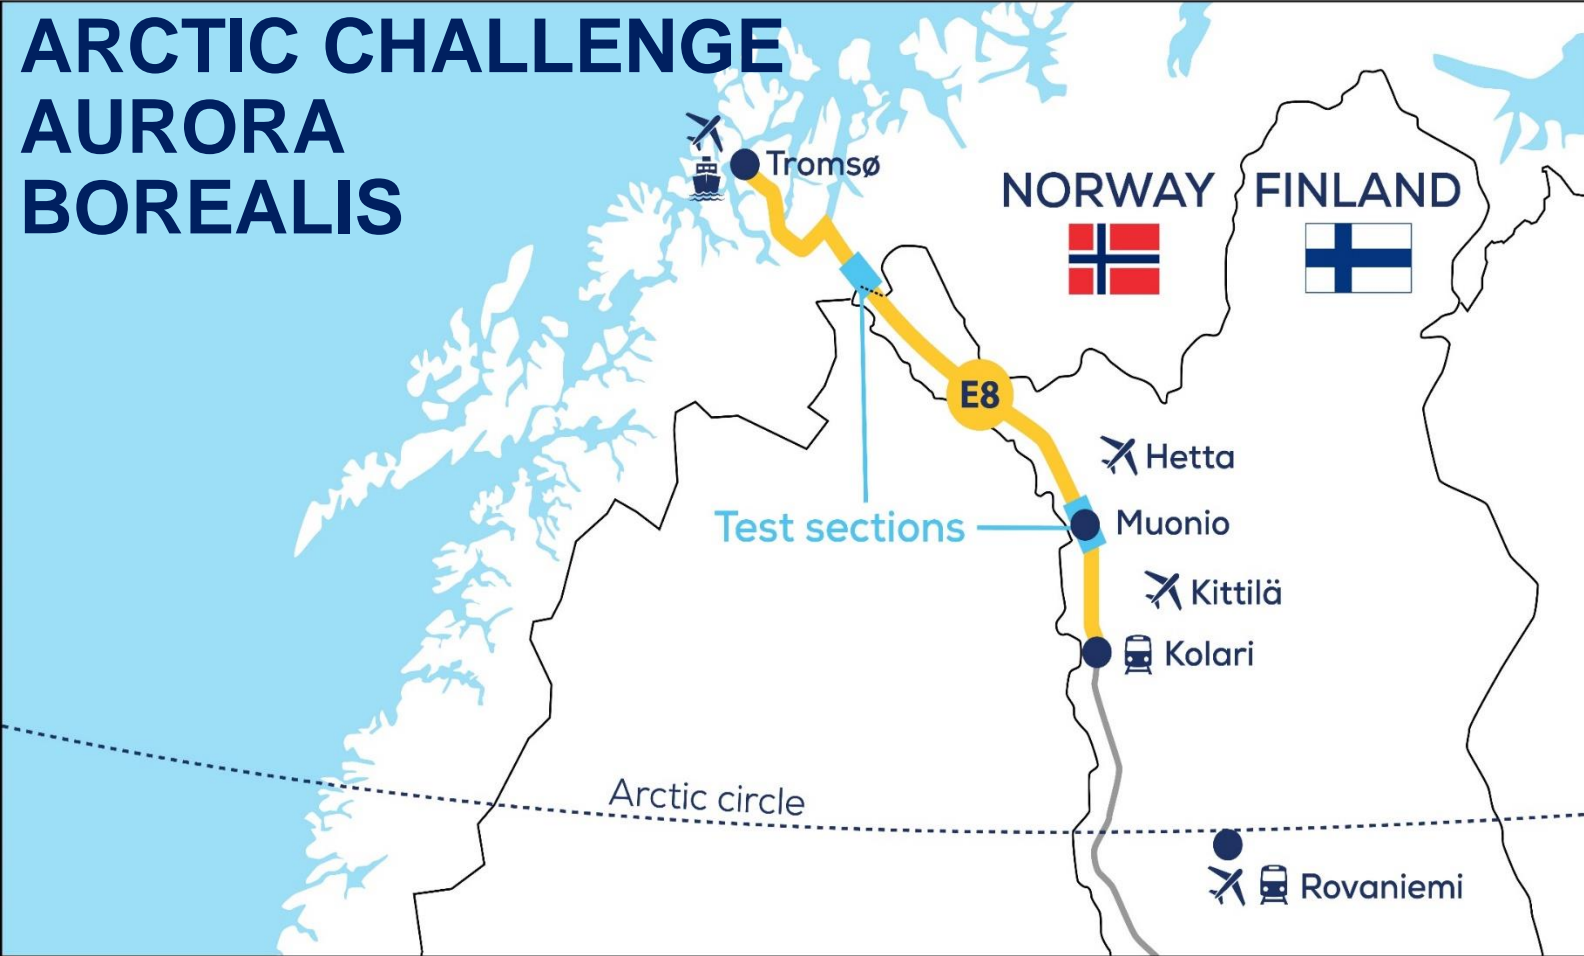 ARCTIC CHALLENGE
AURORA
BOREALIS
Tromsø
NORWAY
FINLAND
E8
Hetta
Test sections
Muonio
Kittilä
Kolari
Arctic circle
Rovaniemi